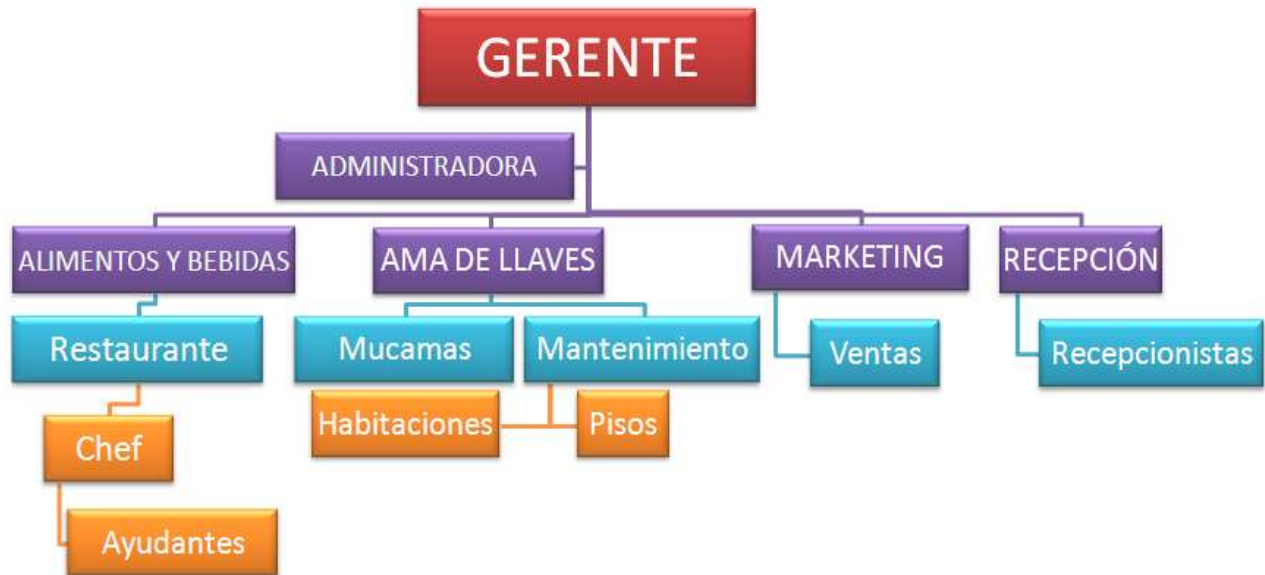 GERENTE
ADMINISTRADORA
ALIMENTOS Y BEBIDAS
AMA DE LLAVES
MARKETING
RECEPCIÓN
Restaurante
Mucamas
Mantenimiento
Ventas
Recepcionistas
Habitaciones
Pisos
Chef
Ayudantes